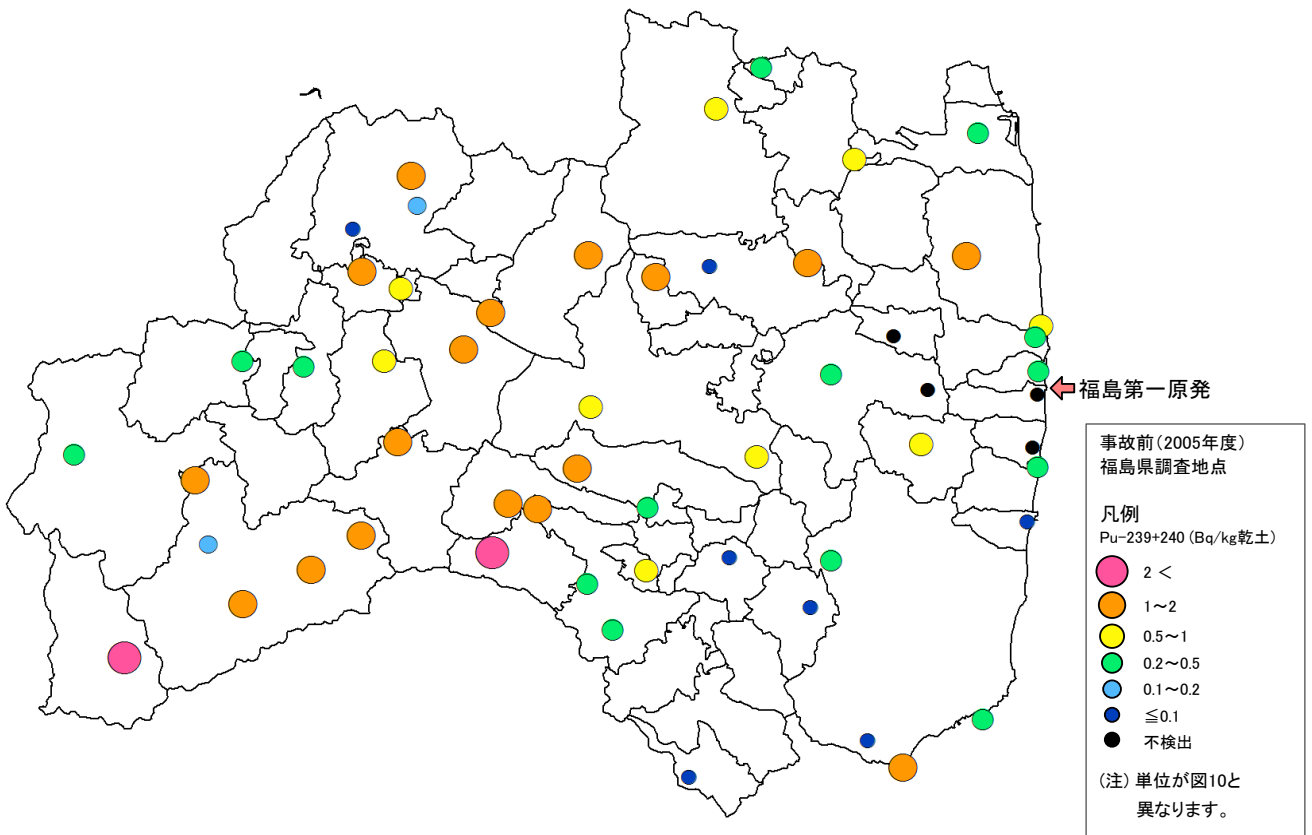 福島第一原発
事故前(2005年度)
福島県調査地点
凡例
Pu-239+240(Bq/kg乾土)
2 <
1~2
0.5~1
0.2~0.5
0.1~0.2
≦0.1
不検出
(注) 単位が図10と
異なります。